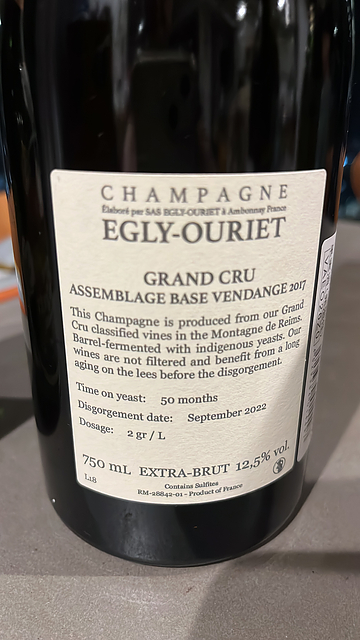 CHAMPAGNE
Élaboré par SAS EGLY-OURIET à Ambonnay France
EGLY-OURIET
GRAND CRU
ASSEMBLAGE BASE VENDANGE 2017
This Champagne is produced from our Grand
Cru classified vines in the Montagne de Reims.
Barrel-fermented with indigenous yeasts. Our
wines are not filtered and benefit from a long
aging on the lees before the disgorgement.
Time on yeast: 50 months
Disgorgement date: September 2022
Dosage: 2 gr / L
750 mL EXTRA-BRUT 12,5% vol.
L18
Contains Sulfites
RM-28842-01 - Product of France